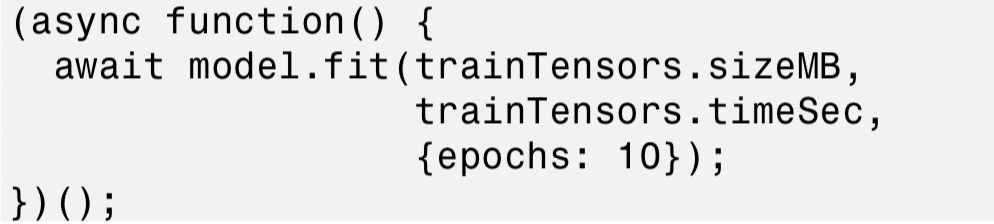 (async function() {
  await model.fit(trainTensors.sizeMB,
                  trainTensors.timeSec,
                  {epochs: 10});
})();